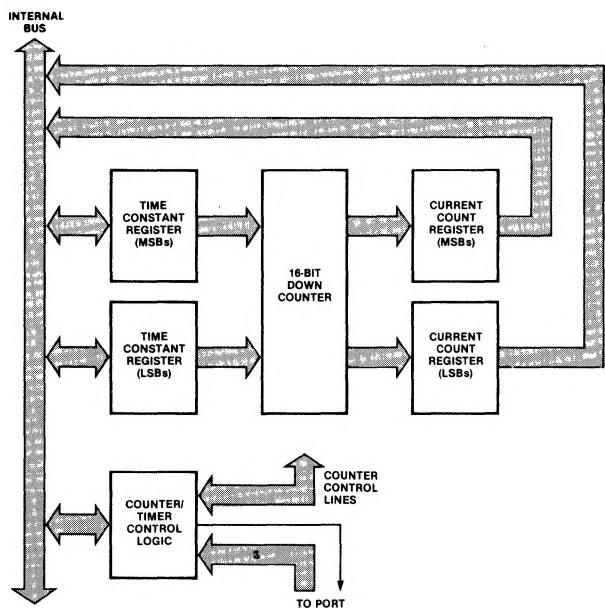 INTERNAL
BUS
TIME
CONSTANT
REGISTER
(MSBs)
16-BIT
DOWN
COUNTER
CURRENT
COUNT
REGISTER
(MSBs)
TIME
CONSTANT
REGISTER
(LSBs)
CURRENT
COUNT
REGISTER
(LSBs)
COUNTER/
TIMER
CONTROL
LOGIC
COUNTER
CONTROL
LINES
3
TO PORT